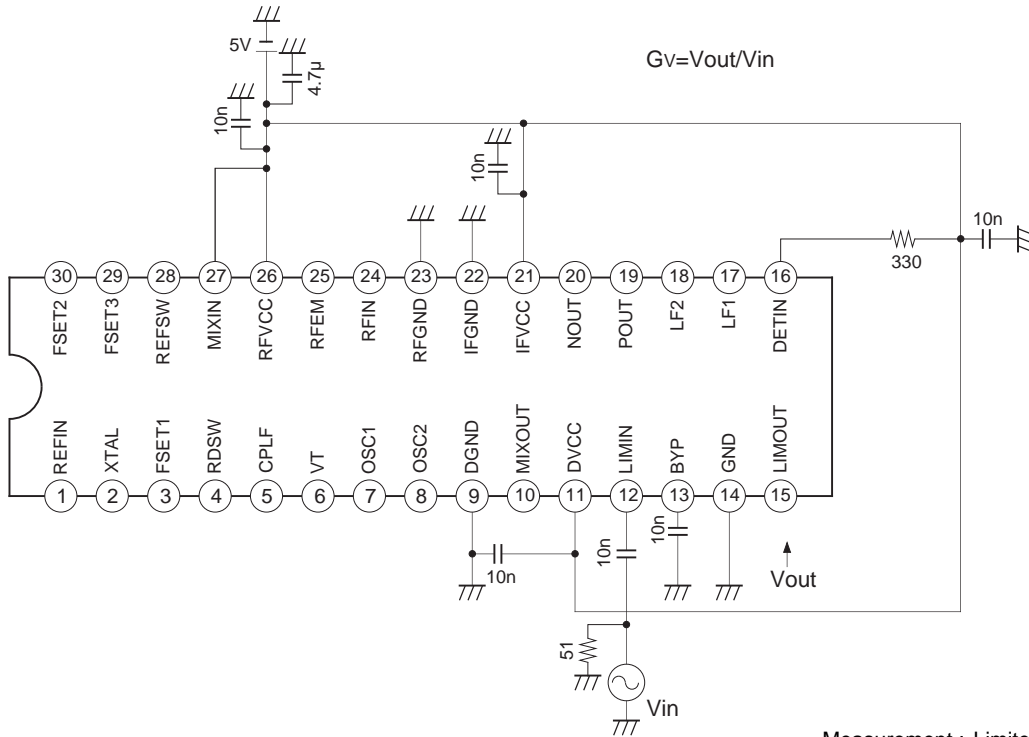 5V
4.7μ
GV=Vout/Vin
10n
10n
10n
330
30 29 28 27 26 25 24 23 22 21 20 19 18 17 16
FSET2 FSET3 REFSW MIXIN RFVCC RFEM RFIN RFGND IFGND IFVCC NOUT POUT LF2 LF1 DETIN
REFIN XTAL FSET1 RDSW CPLF VT OSC1 OSC2 DGND MIXOUT DVCC LIMIN BYP GND LIMOUT
1 2 3 4 5 6 7 8 9 10 11 12 13 14 15
10n
10n
10n
Vout
51
Vin